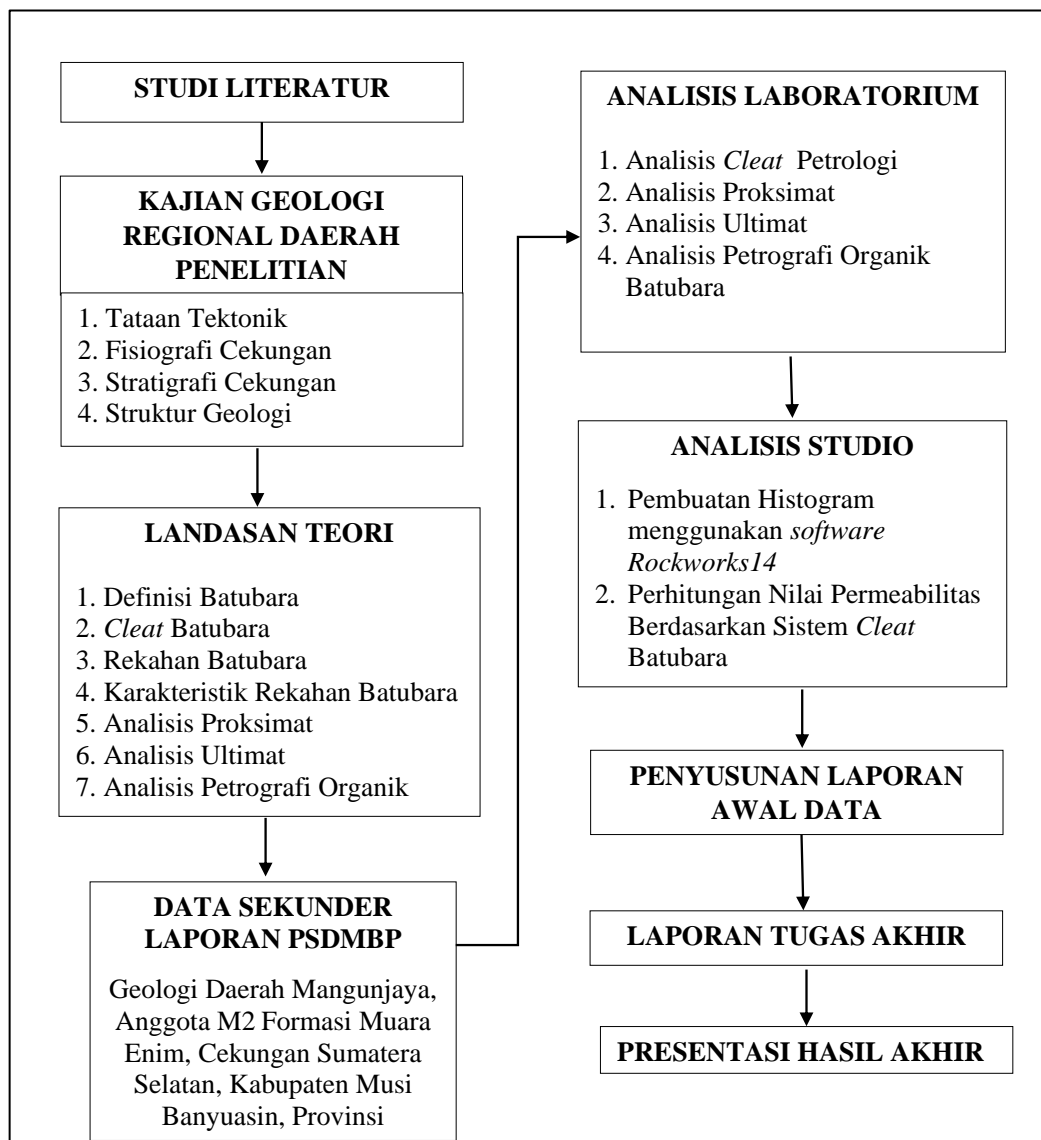 STUDI LITERATUR
KAJIAN GEOLOGI
REGIONAL DAERAH
PENELITIAN
1. Tataan Tektonik
2. Fisiografi Cekungan
3. Stratigrafi Cekungan
4. Struktur Geologi
LANDASAN TEORI
1. Definisi Batubara
2. Cleat Batubara
3. Rekahan Batubara
4. Karakteristik Rekahan Batubara
5. Analisis Proksimat
6. Analisis Ultimat
7. Analisis Petrografi Organik
DATA SEKUNDER
LAPORAN PSDMBP
Geologi Daerah Mangunjaya,
Anggota M2 Formasi Muara
Enim, Cekungan Sumatera
Selatan, Kabupaten Musi
Banyuasin, Provinsi
ANALISIS LABORATORIUM
1. Analisis Cleat Petrologi
2. Analisis Proksimat
3. Analisis Ultimat
4. Analisis Petrografi Organik
Batubara
ANALISIS STUDIO
1. Pembuatan Histogram
menggunakan software
Rockworks14
2. Perhitungan Nilai Permeabilitas
Berdasarkan Sistem Cleat
Batubara
PENYUSUNAN LAPORAN
AWAL DATA
LAPORAN TUGAS AKHIR
PRESENTASI HASIL AKHIR